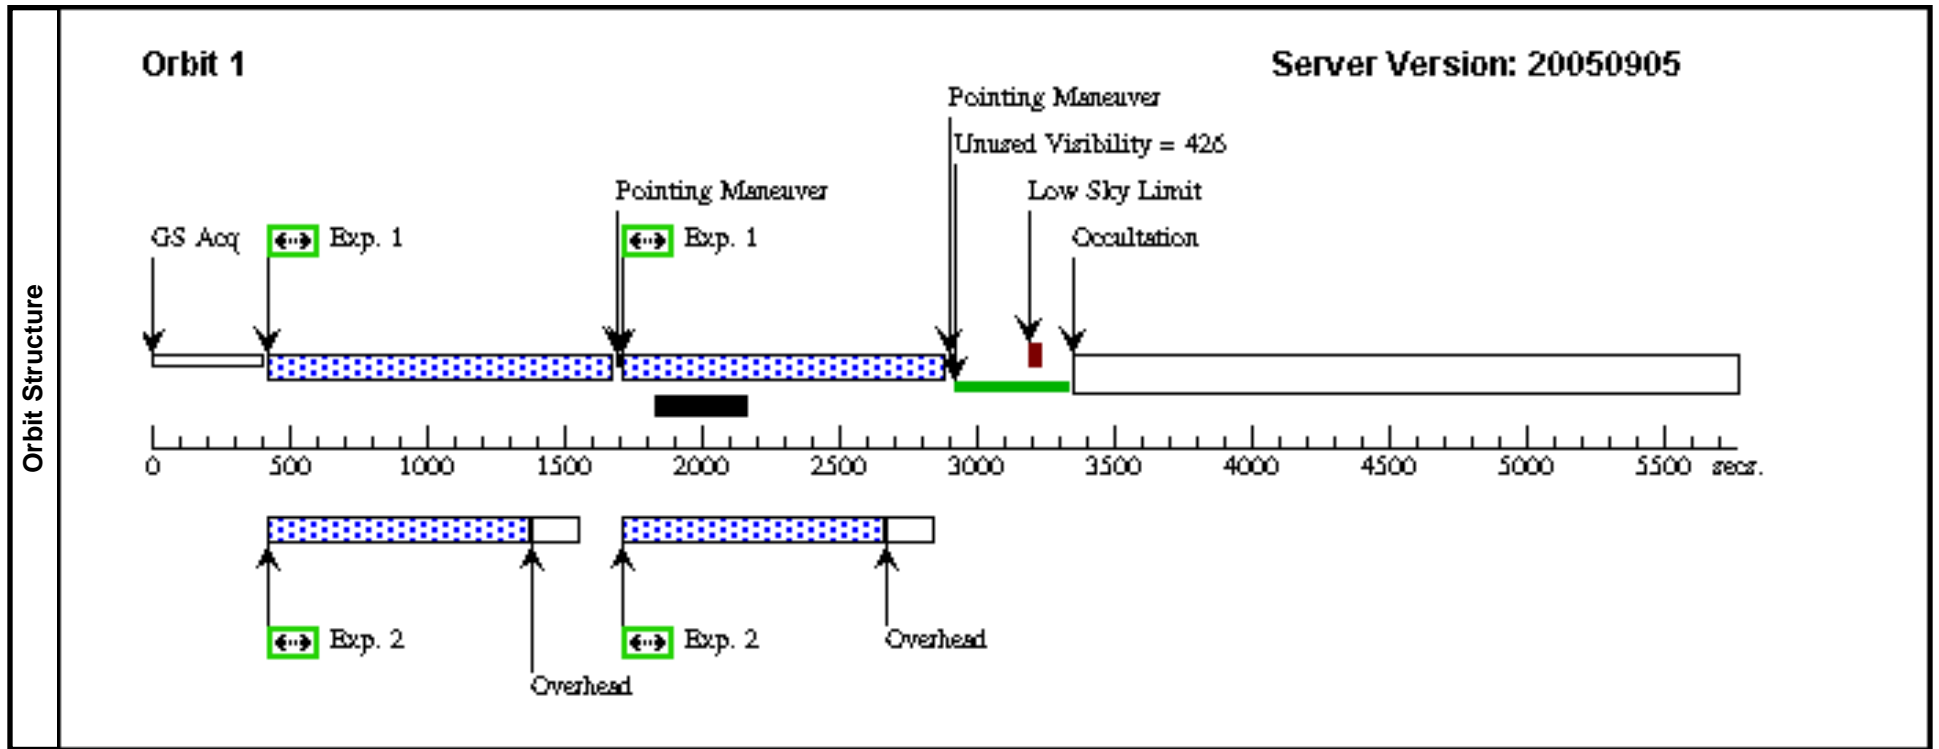 Orbit 1
Server Version: 20050905
Pointing Maneuver
Unused Visibility = 426
Pointing Maneuver
Low Sky Limit
GS Acq
Exp. 1
Exp. 1
Occultation
Orbit Structure
0 500 1000 1500 2000 2500 3000 3500 4000 4500 5000 5500 secs.
Exp. 2
Exp. 2
Overhead
Overhead